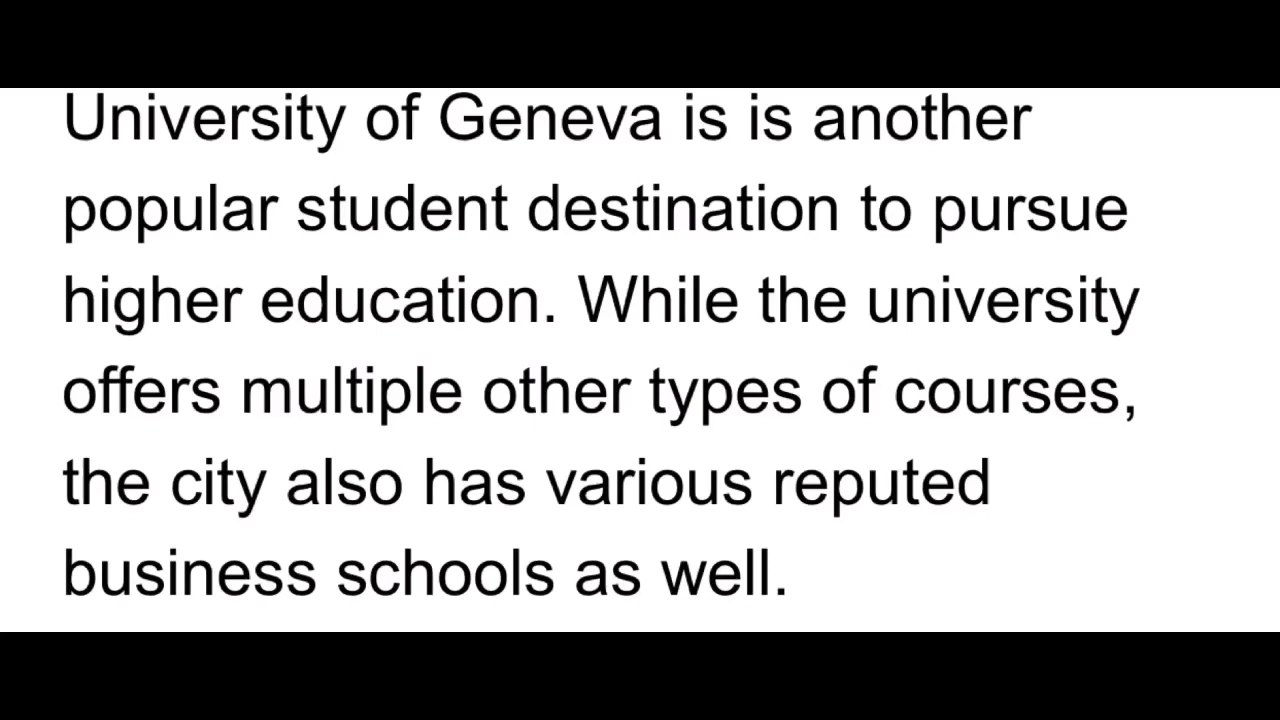 University of Geneva is is another
popular student destination to pursue
higher education. While the university
offers multiple other types of courses,
the city also has various reputed
business schools as well.